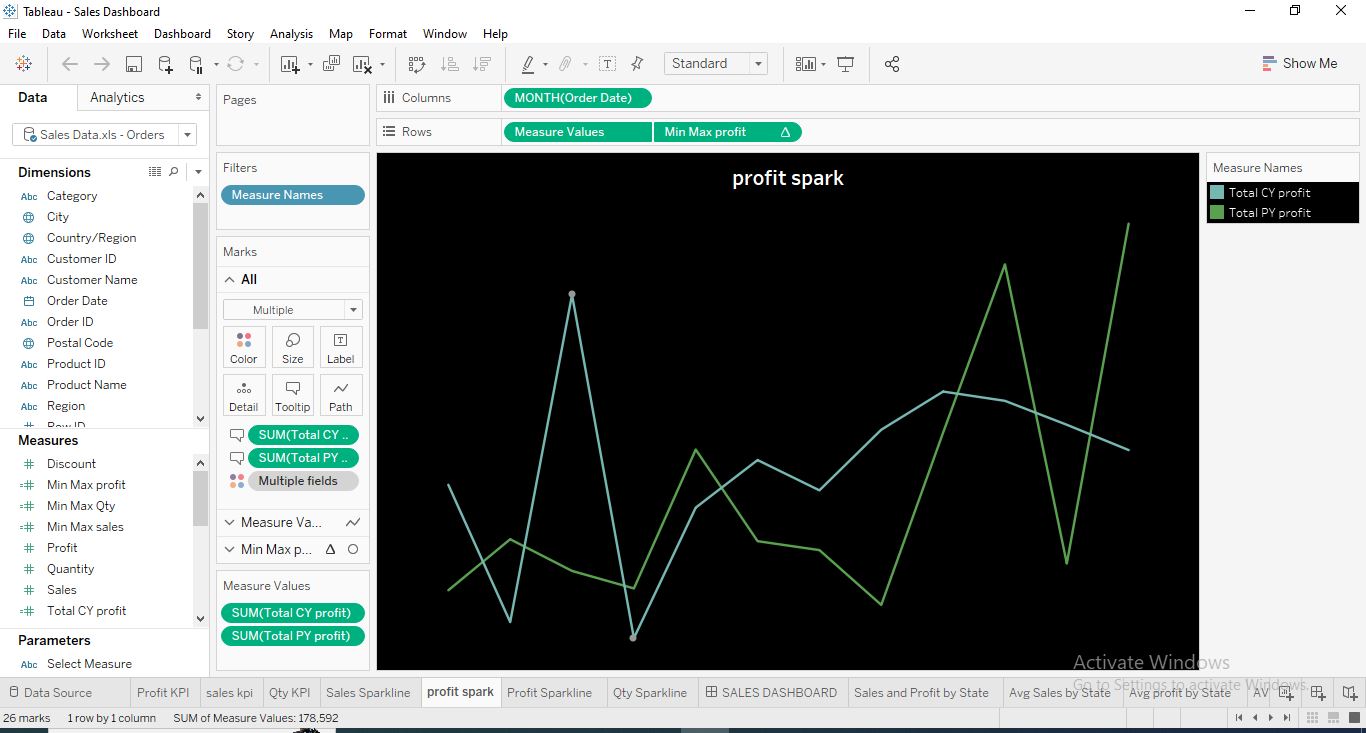 Tableau - Sales Dashboard
File Data Worksheet Dashboard Story Analysis Map Format Window Help
Standard
Show Me
Data Analytics
Sales Data.xls - Orders
Dimensions
Abc Category
City
Country/Region
Abc Customer ID
Abc Customer Name
Order Date
Abc Order ID
Postal Code
Abc Product ID
Abc Product Name
Abc Region
Row ID
Measures
Discount
Min Max profit
Min Max Qty
Min Max sales
Profit
Quantity
Sales
Total CY profit
Parameters
Abc Select Measure
Pages
Filters
Measure Names
Marks
All
Multiple
Color Size Label
Detail Tooltip Path
SUM(Total CY ..
SUM(Total PY ..
Multiple fields
Measure Va...
Min Max p... Δ
Measure Values
SUM(Total CY profit)
SUM(Total PY profit)
Columns MONTH(Order Date)
Rows Measure Values Min Max profit Δ
profit spark
Measure Names
Total CY profit
Total PY profit
Activate Windows
Go to Settings to activate Windows.
Data Source Profit KPI sales kpi Qty KPI Sales Sparkline profit spark Profit Sparkline Qty Sparkline SALES DASHBOARD Sales and Profit by State Avg Sales by State Avg profit by State AV
26 marks 1 row by 1 column SUM of Measure Values: 178,592